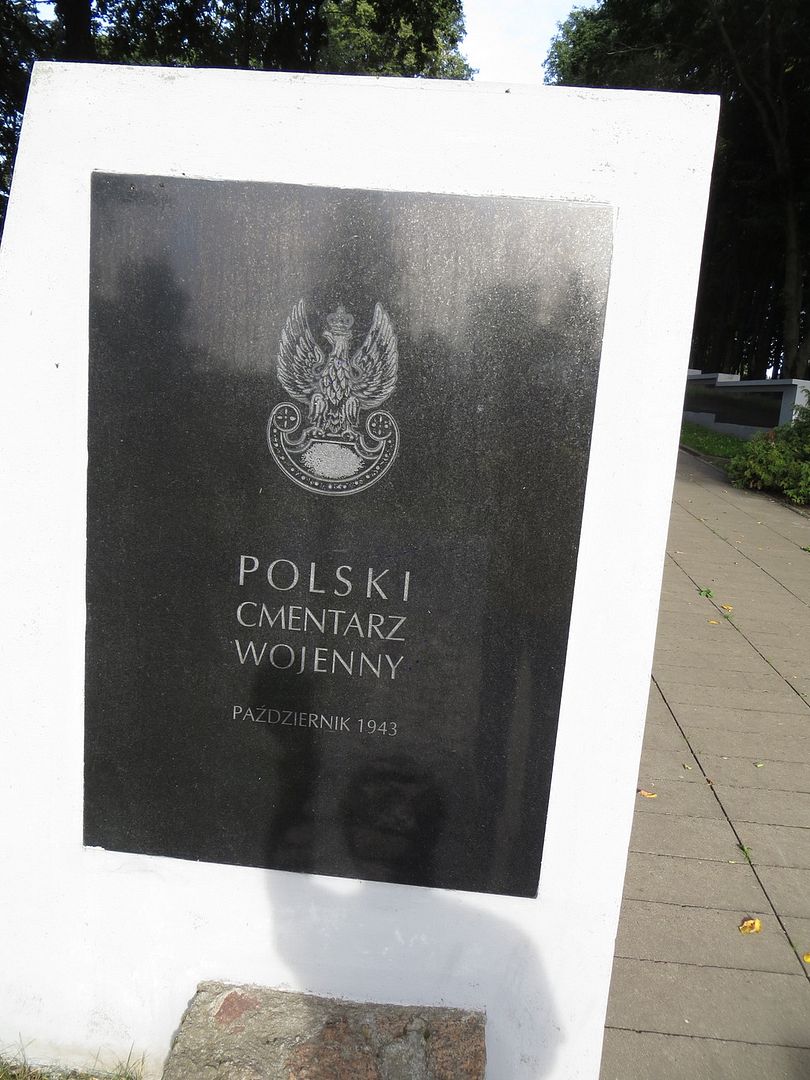 POLSKI
CMENTARZ
WOJENNY
PAŹDZIERNIK 1943